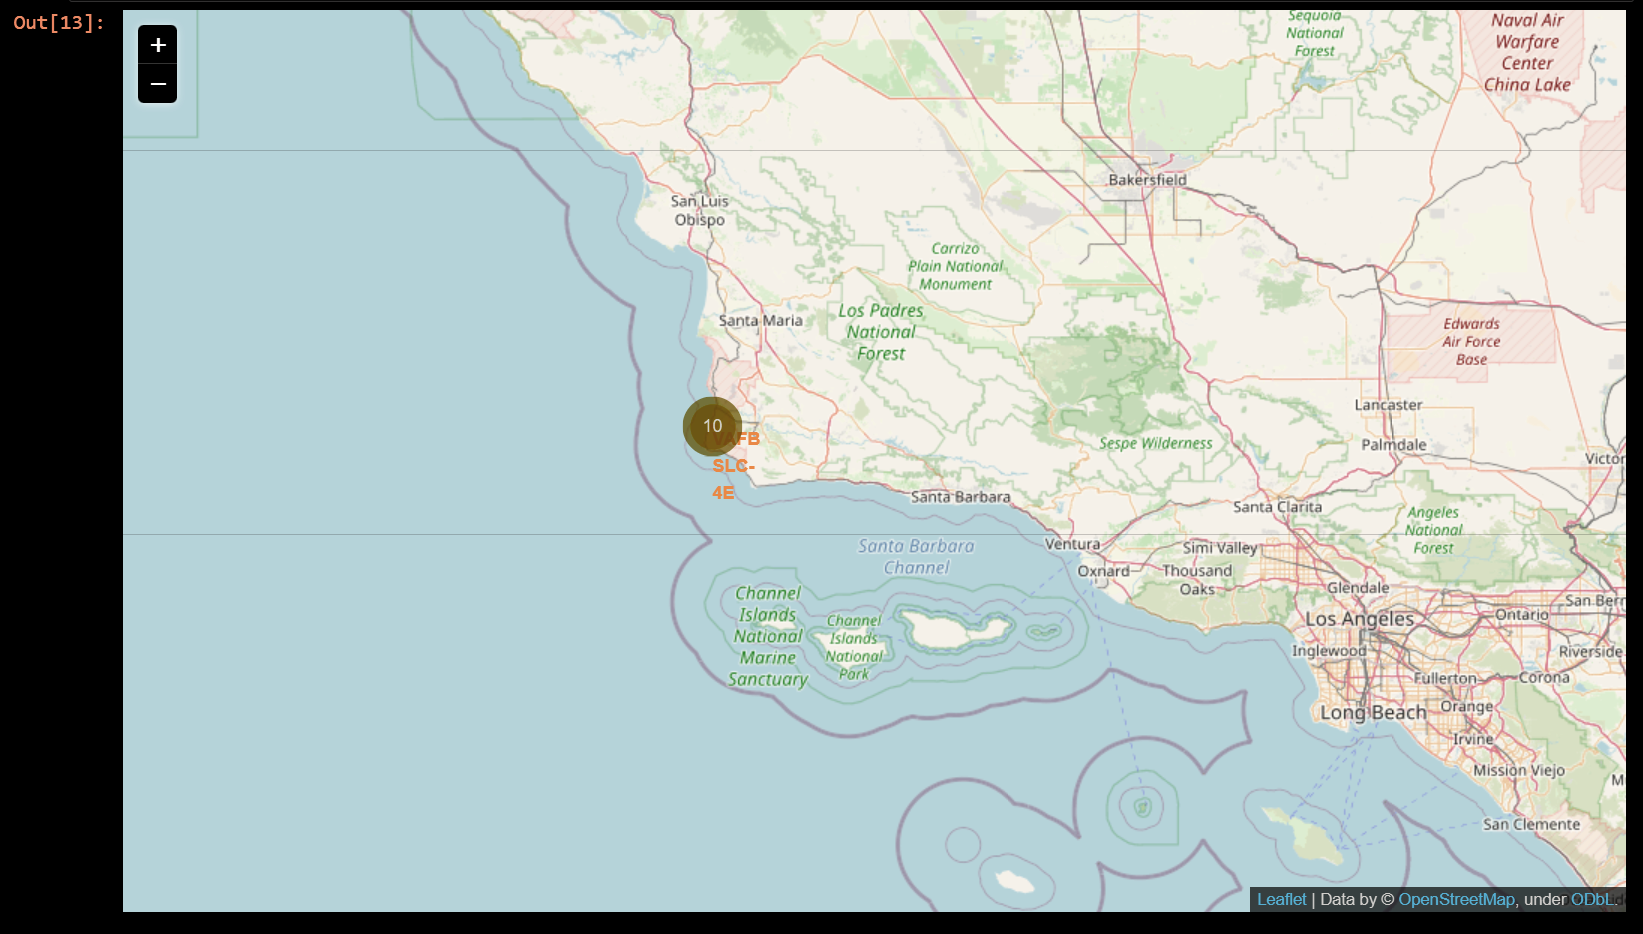 Out[13]:
+
−
Sequoia
National
Forest
Naval Air
Warfare
Center
China Lake
Bakersfield
San Luis
Obispo
Carrizo
Plain National
Monument
Los Padres
National
Forest
Santa Maria
Edwards
Air Force
Base
Lancaster
10
VAFB
SLC-
4E
Sespe Wilderness
Palmdale
Victor
Santa Barbara
Santa Clarita
Angeles
National
Forest
Santa Barbara
Channel
Ventura
Simi Valley
Oxnard
Thousand
Oaks
Glendale
San Bern
Channel
Islands
National
Marine
Sanctuary
Channel
Islands
National
Park
Los Angeles
Ontario
Inglewood
Riverside
Fullerton
Corona
Long Beach
Orange
Irvine
Mission Viejo
M
San Clemente
Leaflet | Data by © OpenStreetMap, under ODbL.